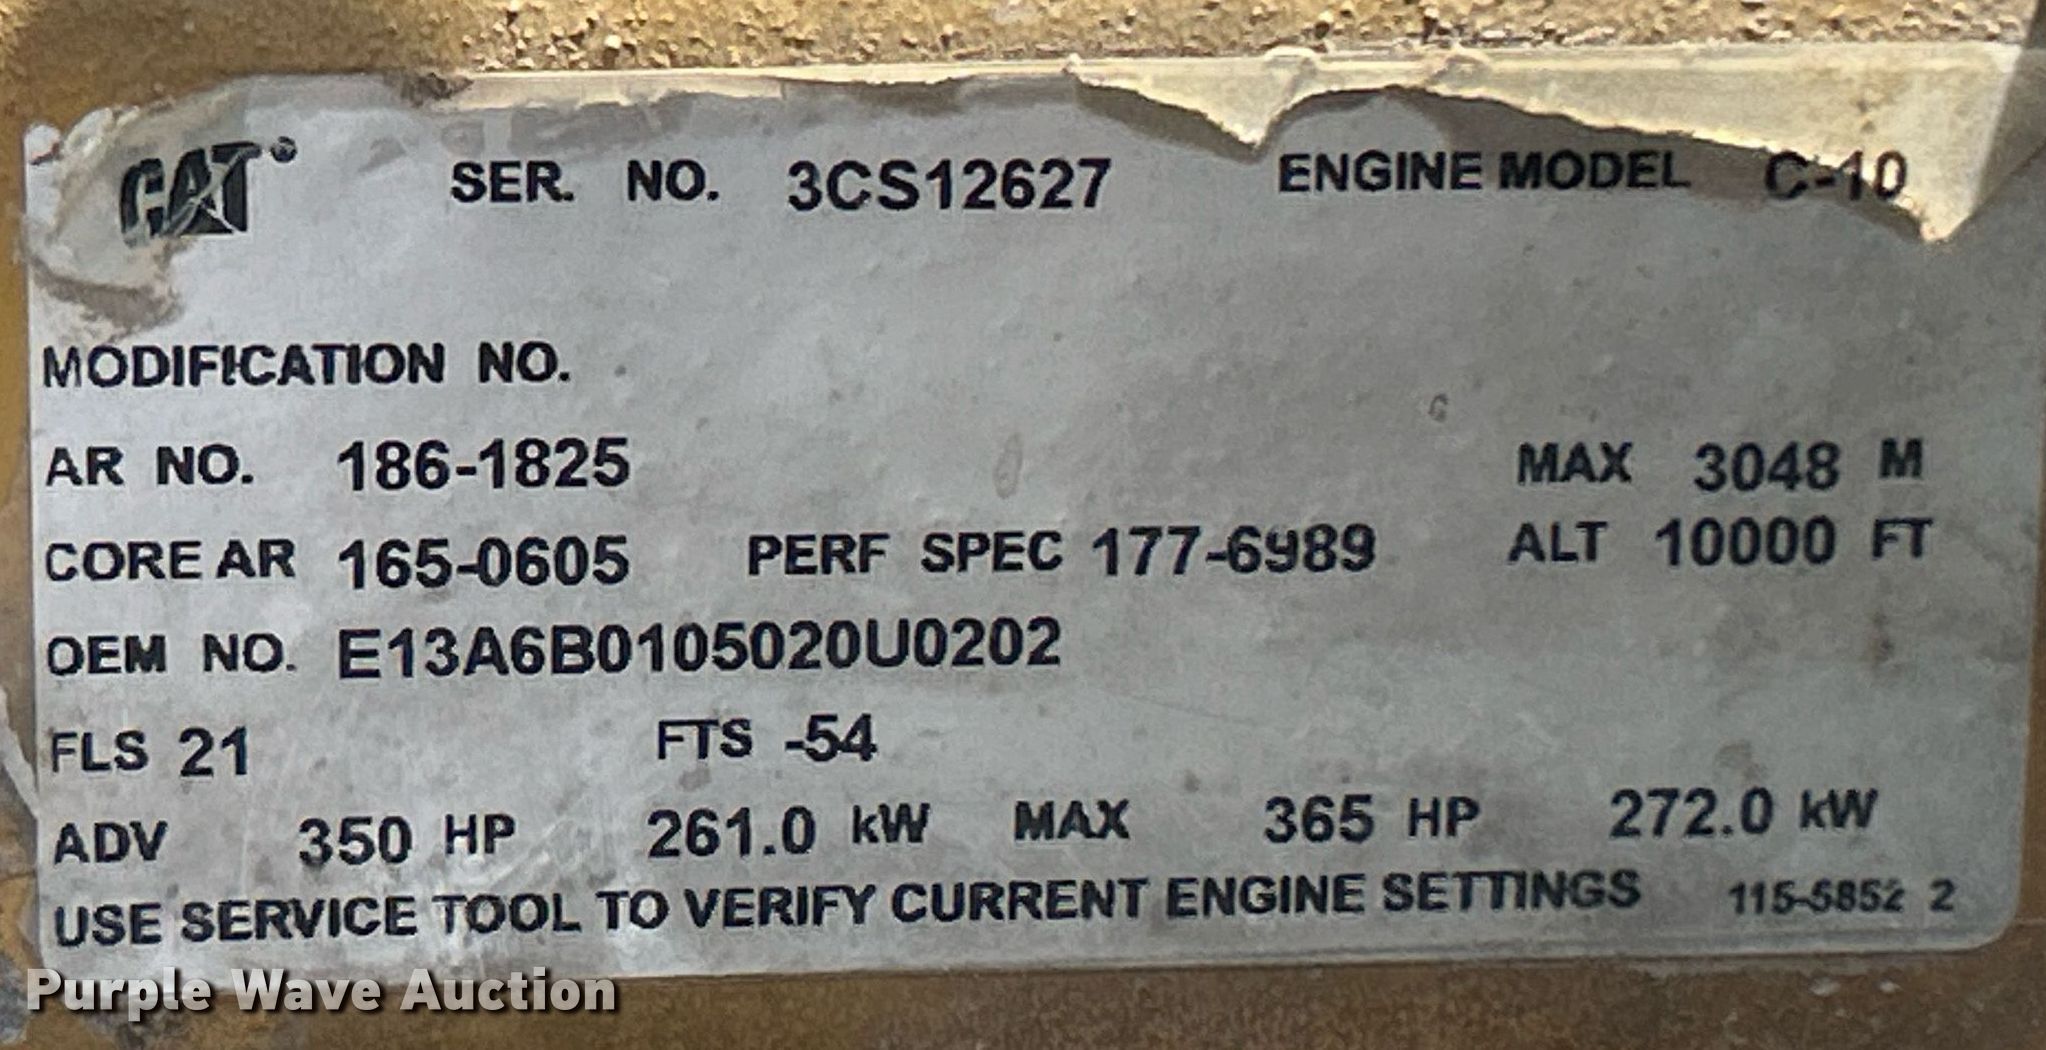 CAT® SER. NO. 3CS12627 ENGINE MODEL C-10
MODIFICATION NO.
AR NO. 186-1825 MAX 3048 M
CORE AR 165-0605 PERF SPEC 177-6989 ALT 10000 FT
OEM NO. E13A6B0105020U0202
FLS 21 FTS -54
ADV 350 HP 261.0 kW MAX 365 HP 272.0 kW
USE SERVICE TOOL TO VERIFY CURRENT ENGINE SETTINGS 115-5852 2
Purple Wave Auction